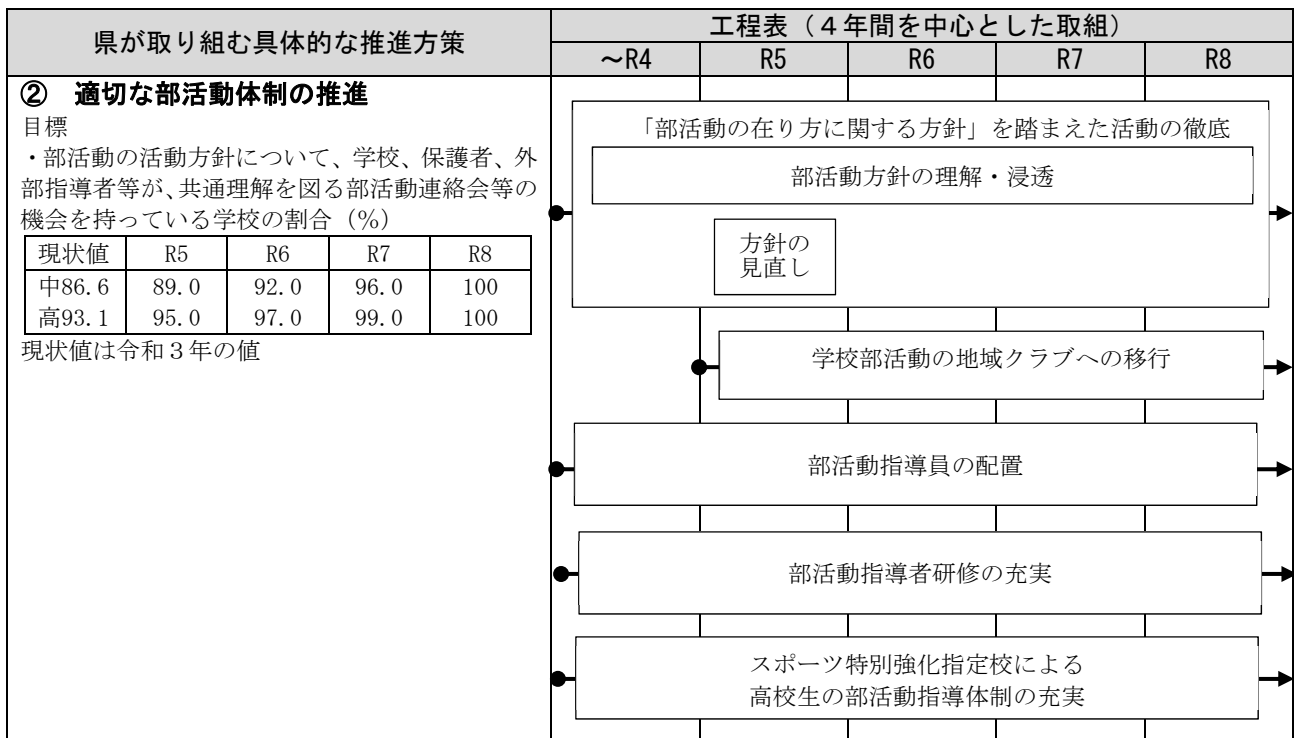 県が取り組む具体的な推進方策
工程表（４年間を中心とした取組）
～R4 R5 R6 R7 R8
② 適切な部活動体制の推進
目標
・部活動の活動方針について、学校、保護者、外
部指導者等が、共通理解を図る部活動連絡会等の
機会を持っている学校の割合（%）
現状値 R5 R6 R7 R8
中86.6 89.0 92.0 96.0 100
高93.1 95.0 97.0 99.0 100
現状値は令和３年の値
「部活動の在り方に関する方針」を踏まえた活動の徹底
部活動方針の理解・浸透
方針の
見直し
学校部活動の地域クラブへの移行
部活動指導員の配置
部活動指導者研修の充実
スポーツ特別強化指定校による
高校生の部活動指導体制の充実